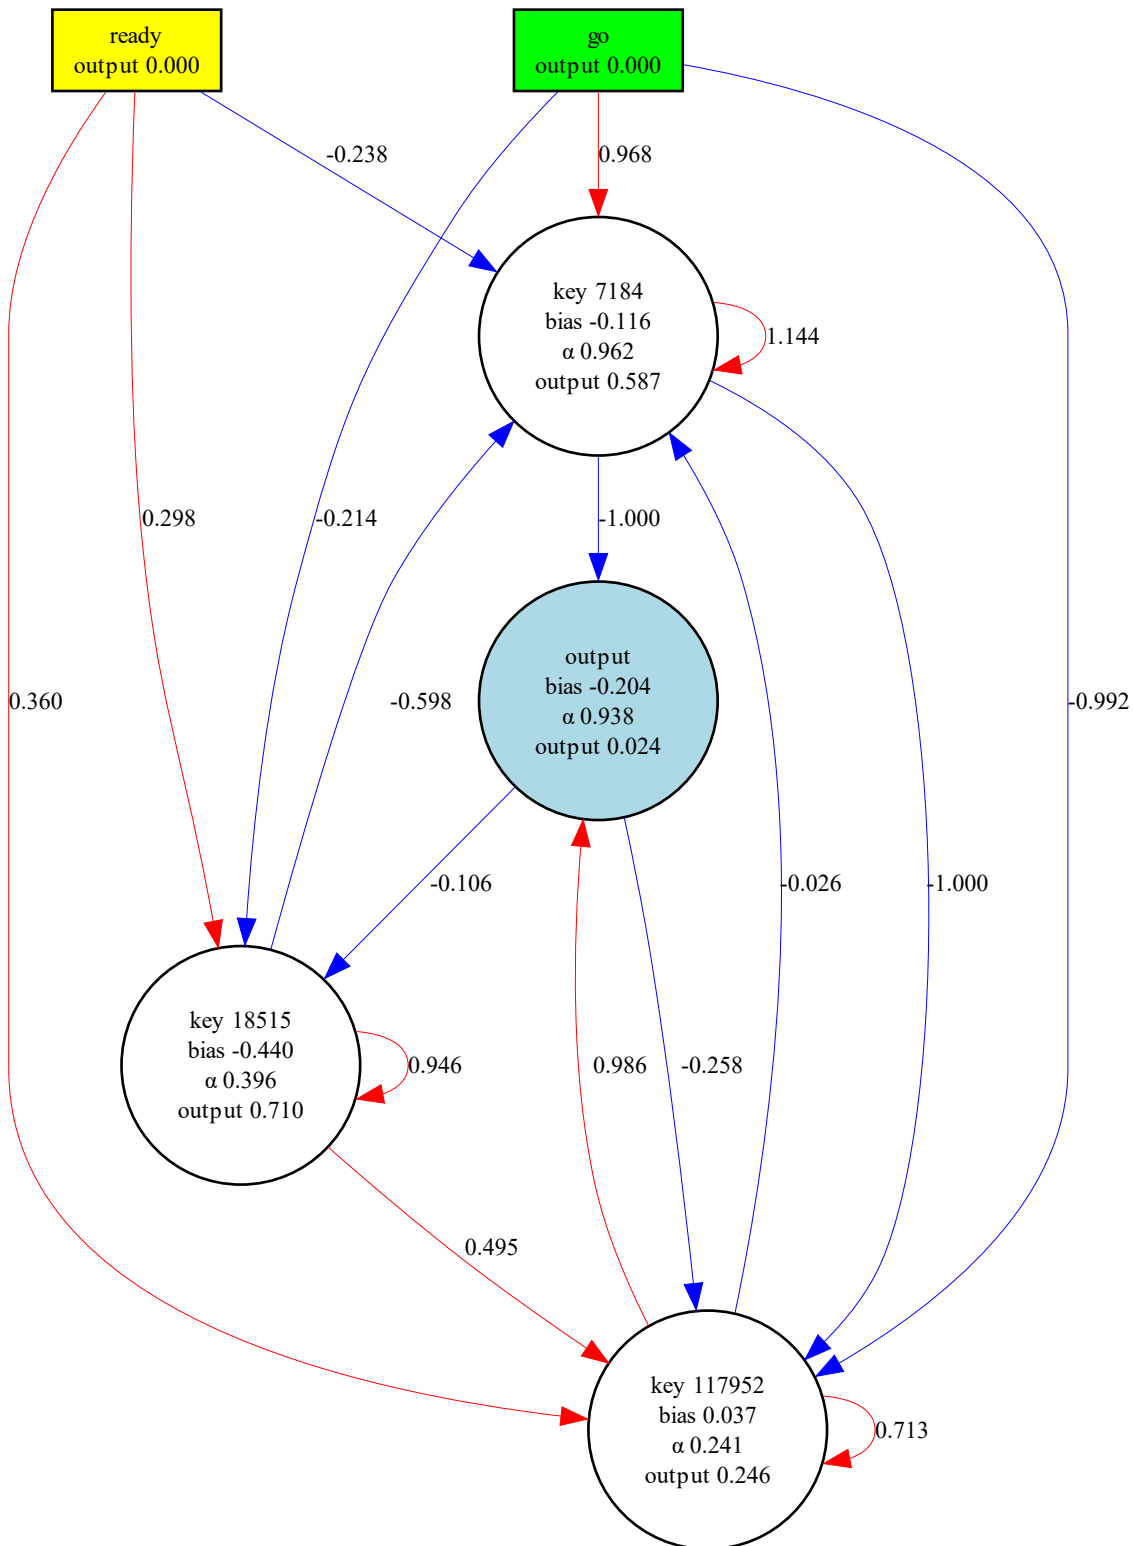 ready
output 0.000
go
output 0.000
-0.238
0.968
key 7184
bias -0.116
α 0.962
output 0.587
1.144
0.298
-0.214
-1.000
output
bias -0.204
α 0.938
output 0.024
0.360
-0.598
-0.992
-0.106
-0.026
-1.000
key 18515
bias -0.440
α 0.396
output 0.710
0.946
0.986
-0.258
0.495
key 117952
bias 0.037
α 0.241
output 0.246
0.713